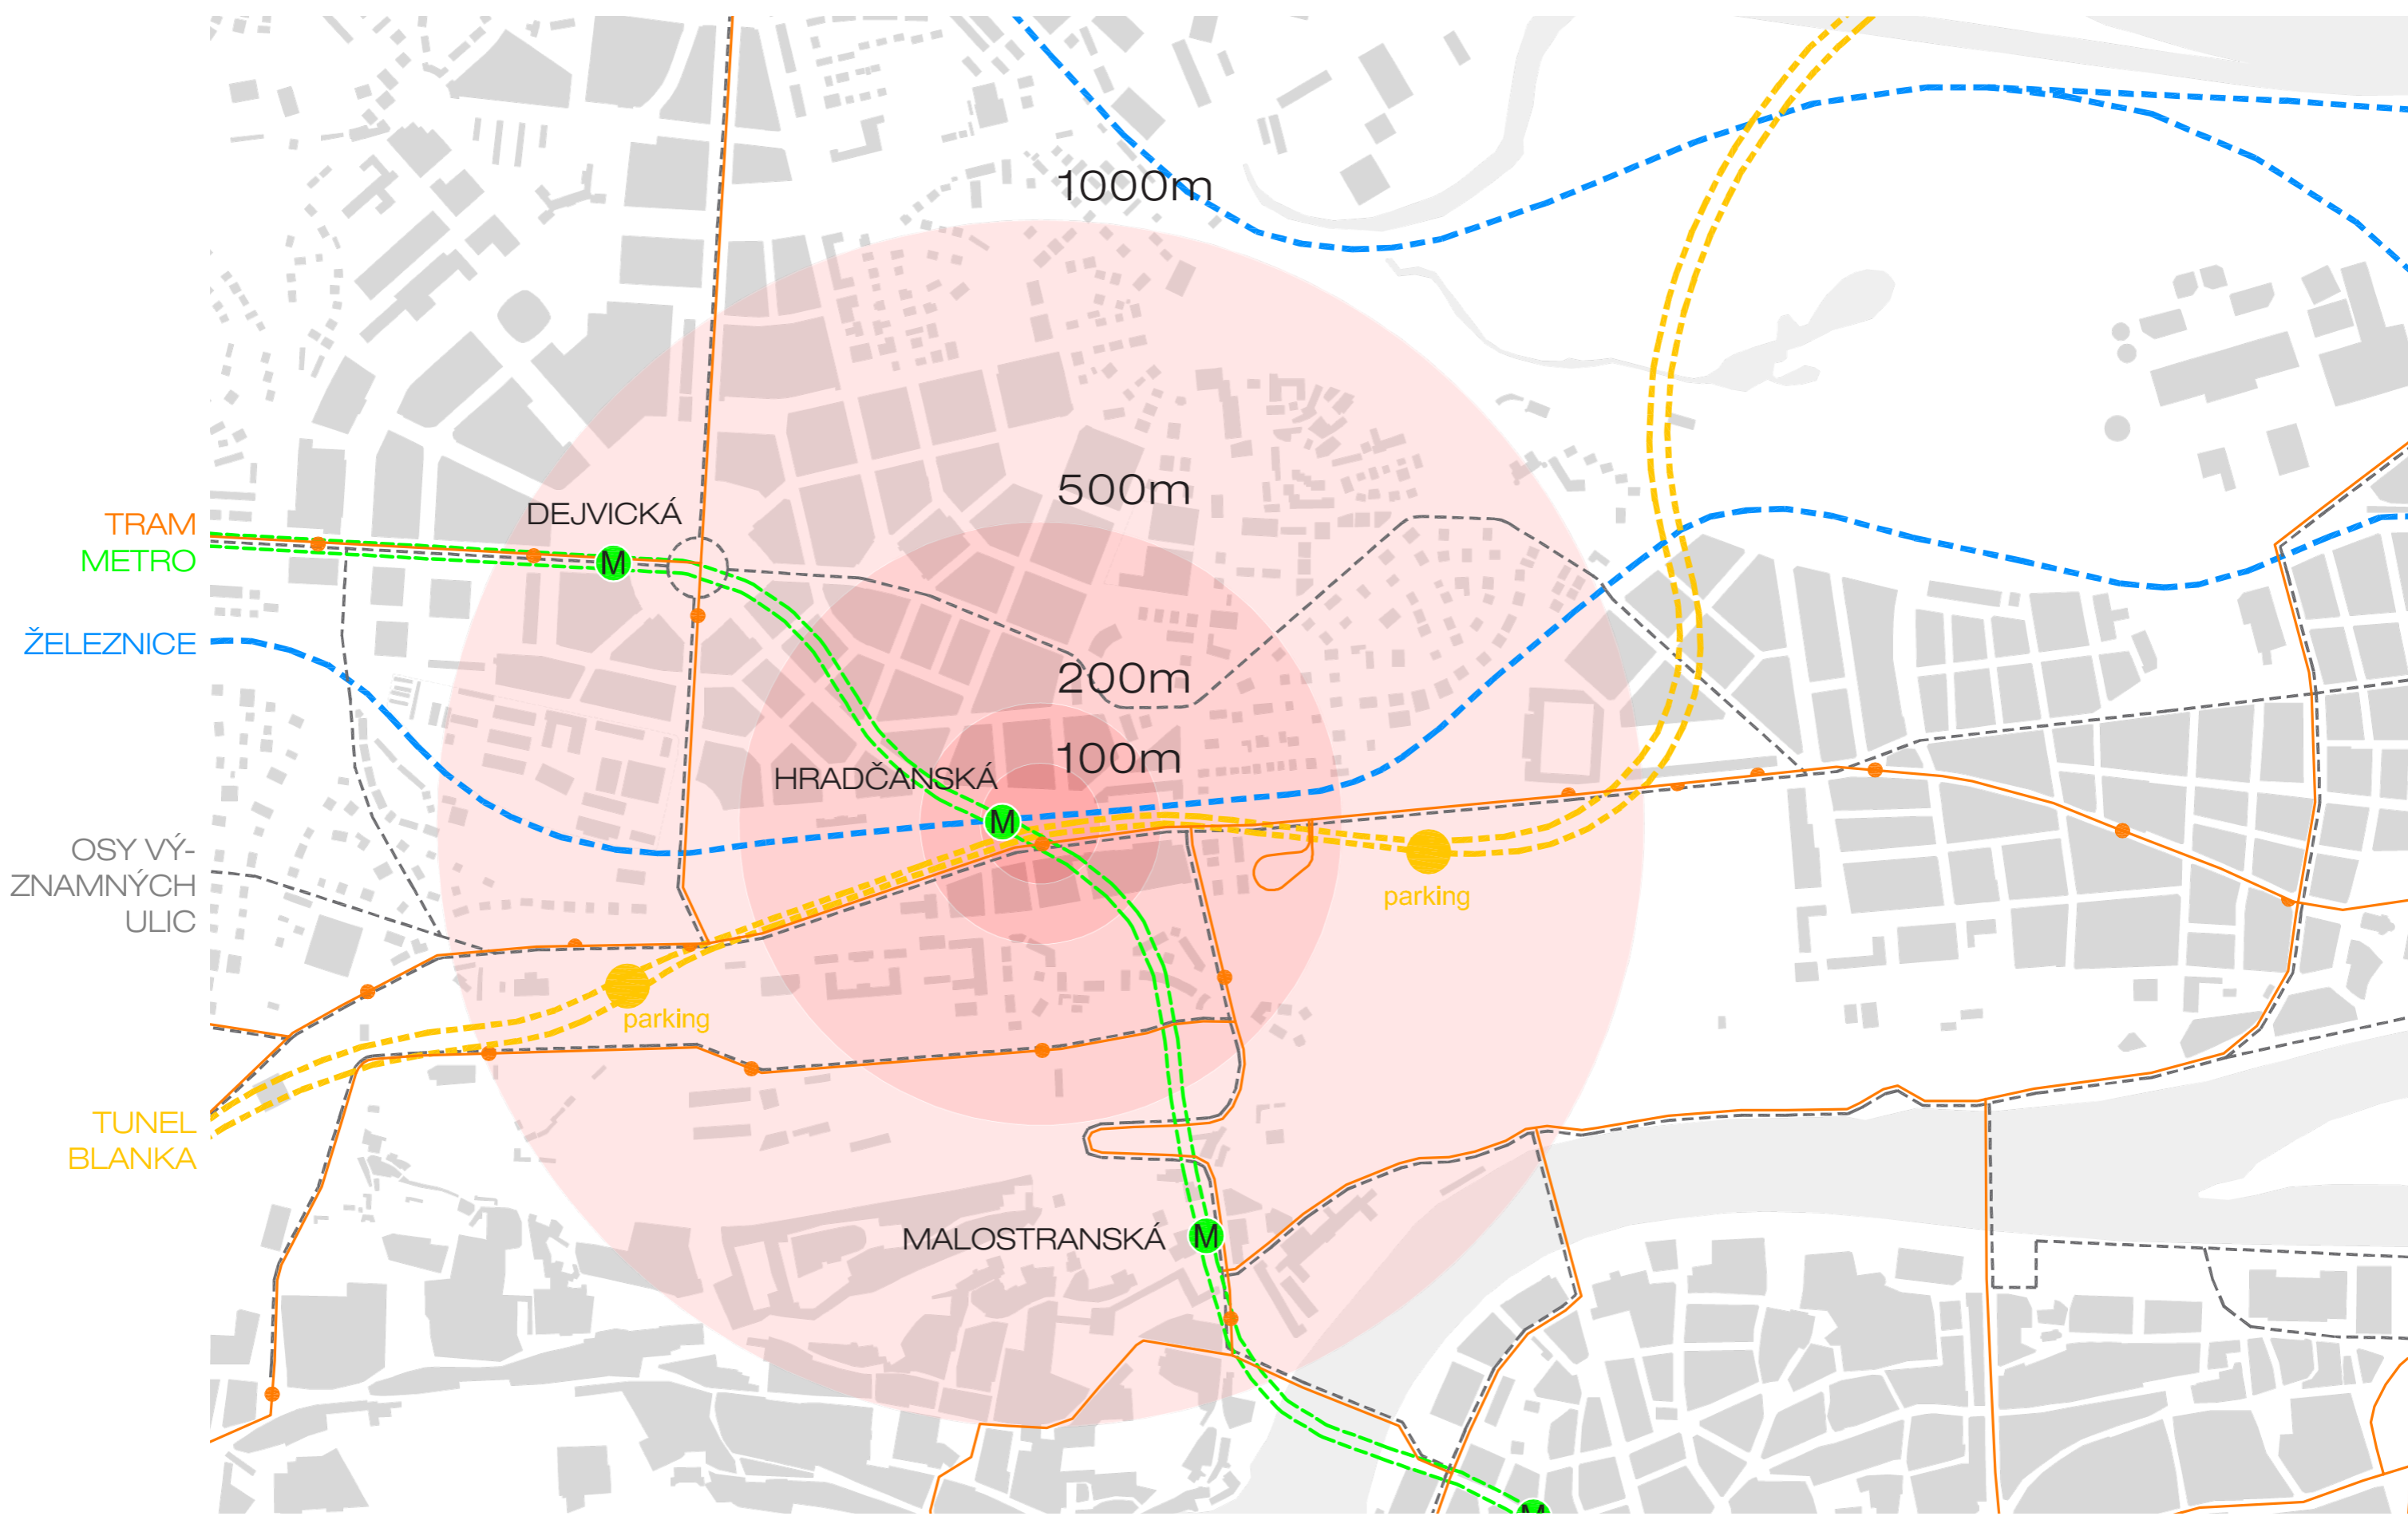 1000m
500m
DEJVICKÁ
TRAM
METRO
M
ŽELEZNICE
200m
100m
HRADČANSKÁ
M
OSY VÝ-
ZNAMNÝCH
ULIC
parking
parking
TUNEL
BLANKA
MALOSTRANSKÁ
M
M